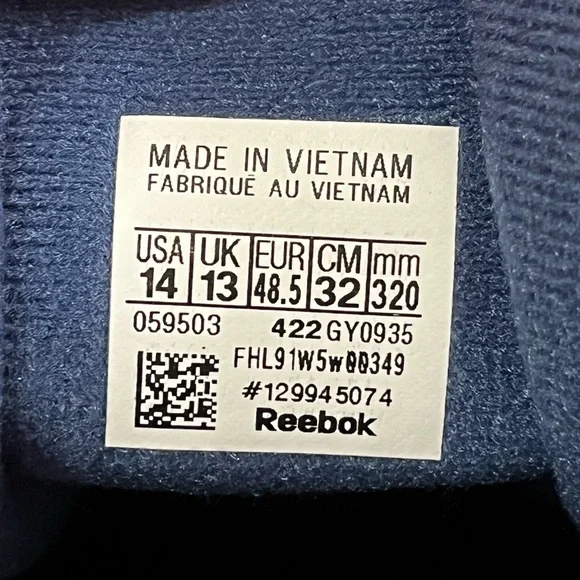 MADE IN VIETNAM
FABRIQUÉ AU VIETNAM
USA UK EUR CM mm
14 13 48.5 32 320
059503 422 GY0935
FHL91W5w00349
#129945074
Reebok